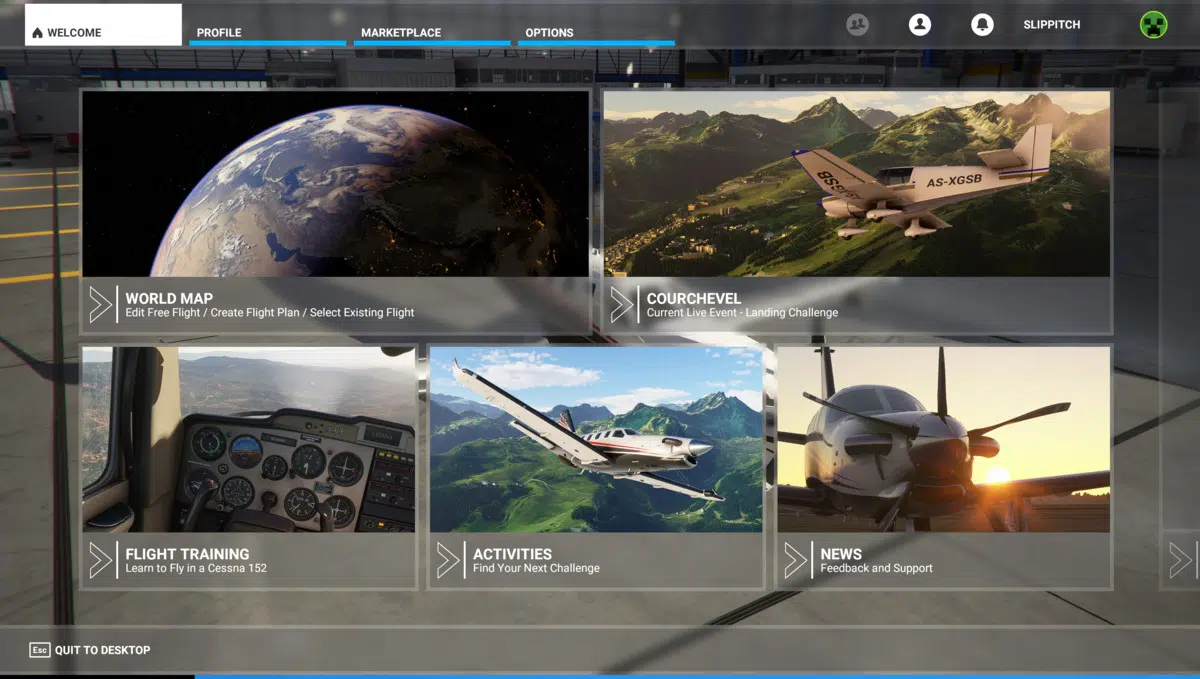 WELCOME
PROFILE
MARKETPLACE
OPTIONS
SLIPPITCH
AS-XGSB
WORLD MAP
Edit Free Flight / Create Flight Plan / Select Existing Flight
COURCHEVEL
Current Live Event - Landing Challenge
FLIGHT TRAINING
Learn to Fly in a Cessna 152
ACTIVITIES
Find Your Next Challenge
NEWS
Feedback and Support
Esc QUIT TO DESKTOP